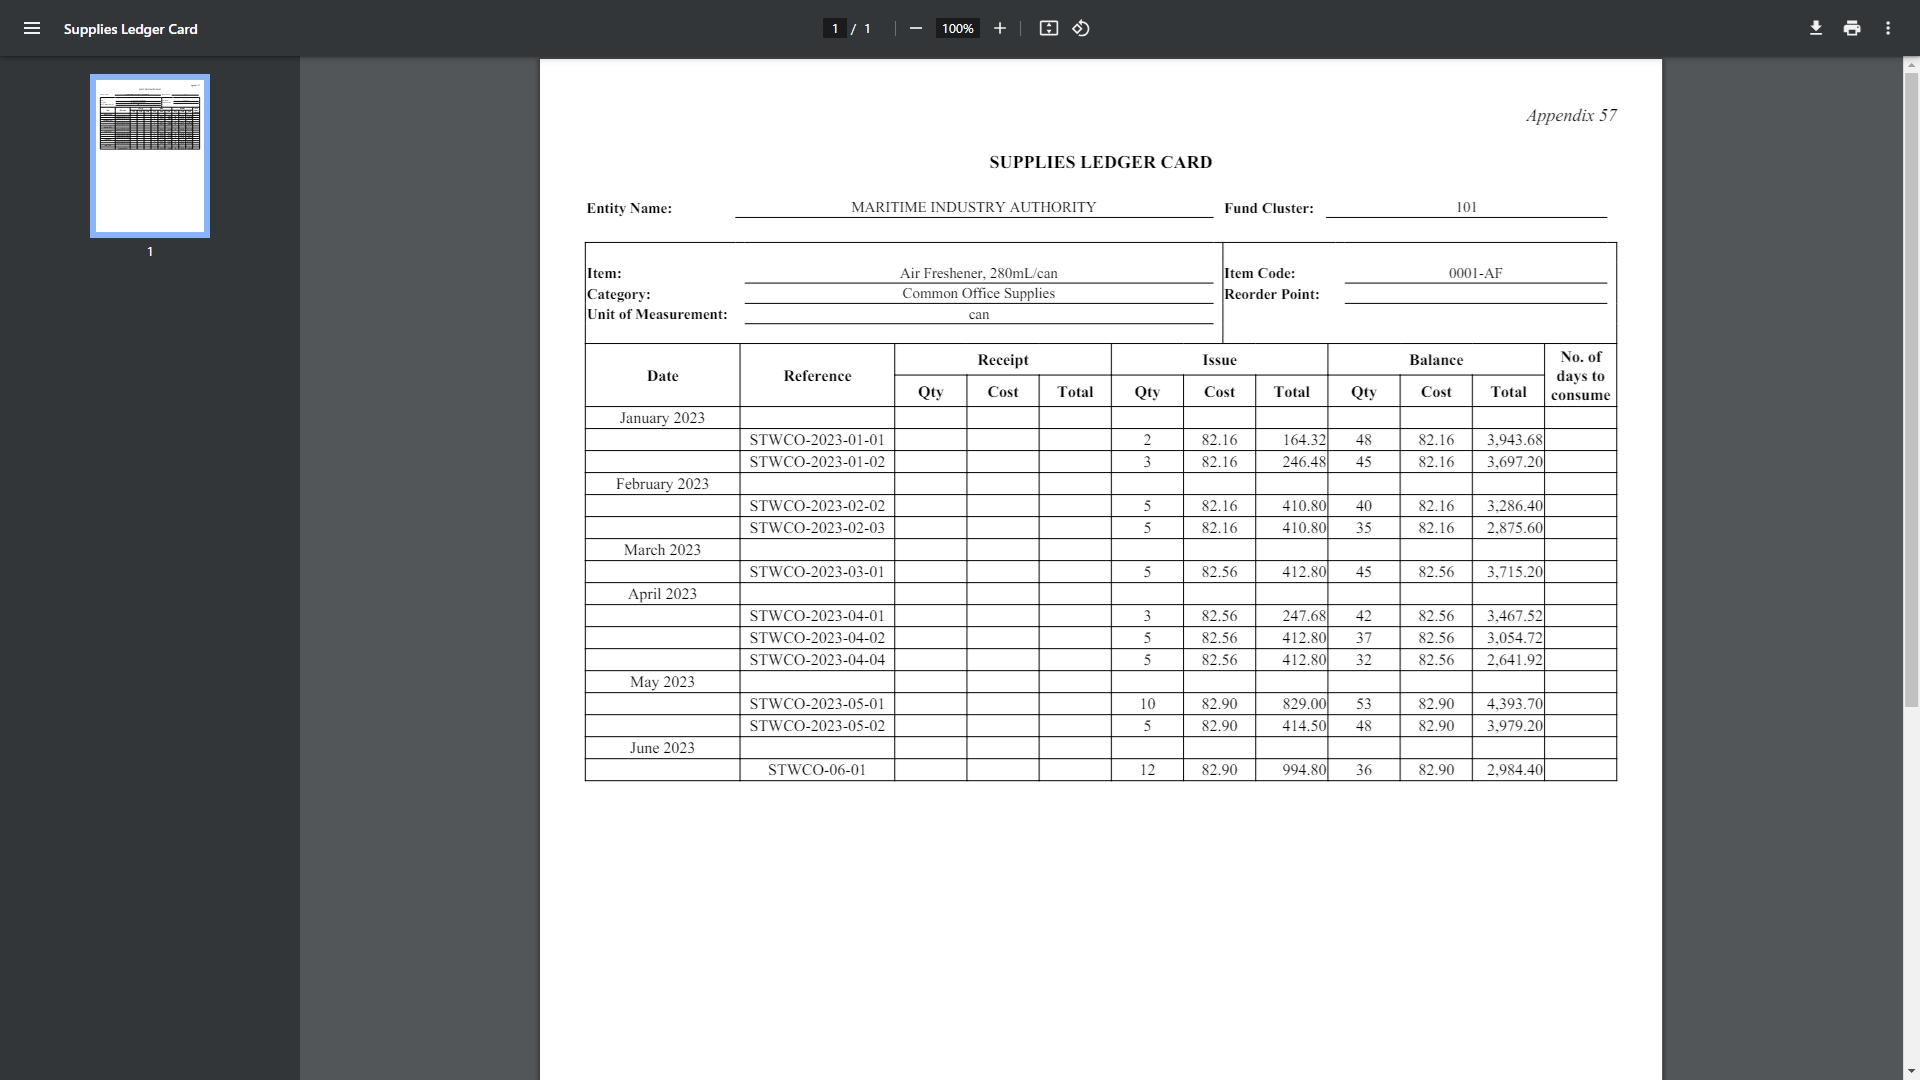 Supplies Ledger Card
1 / 1
100%
1
Appendix 57
SUPPLIES LEDGER CARD
Entity Name: MARITIME INDUSTRY AUTHORITY Fund Cluster: 101
Item: Air Freshener, 280mL/can Item Code: 0001-AF
Category: Common Office Supplies Reorder Point:
Unit of Measurement: can
Date Reference Receipt Issue Balance No. of days to consume
Qty Cost Total Qty Cost Total Qty Cost Total
January 2023
STWCO-2023-01-01 2 82.16 164.32 48 82.16 3,943.68
STWCO-2023-01-02 3 82.16 246.48 45 82.16 3,697.20
February 2023
STWCO-2023-02-02 5 82.16 410.80 40 82.16 3,286.40
STWCO-2023-02-03 5 82.16 410.80 35 82.16 2,875.60
March 2023
STWCO-2023-03-01 5 82.56 412.80 45 82.56 3,715.20
April 2023
STWCO-2023-04-01 3 82.56 247.68 42 82.56 3,467.52
STWCO-2023-04-02 5 82.56 412.80 37 82.56 3,054.72
STWCO-2023-04-04 5 82.56 412.80 32 82.56 2,641.92
May 2023
STWCO-2023-05-01 10 82.90 829.00 53 82.90 4,393.70
STWCO-2023-05-02 5 82.90 414.50 48 82.90 3,979.20
June 2023
STWCO-06-01 12 82.90 994.80 36 82.90 2,984.40